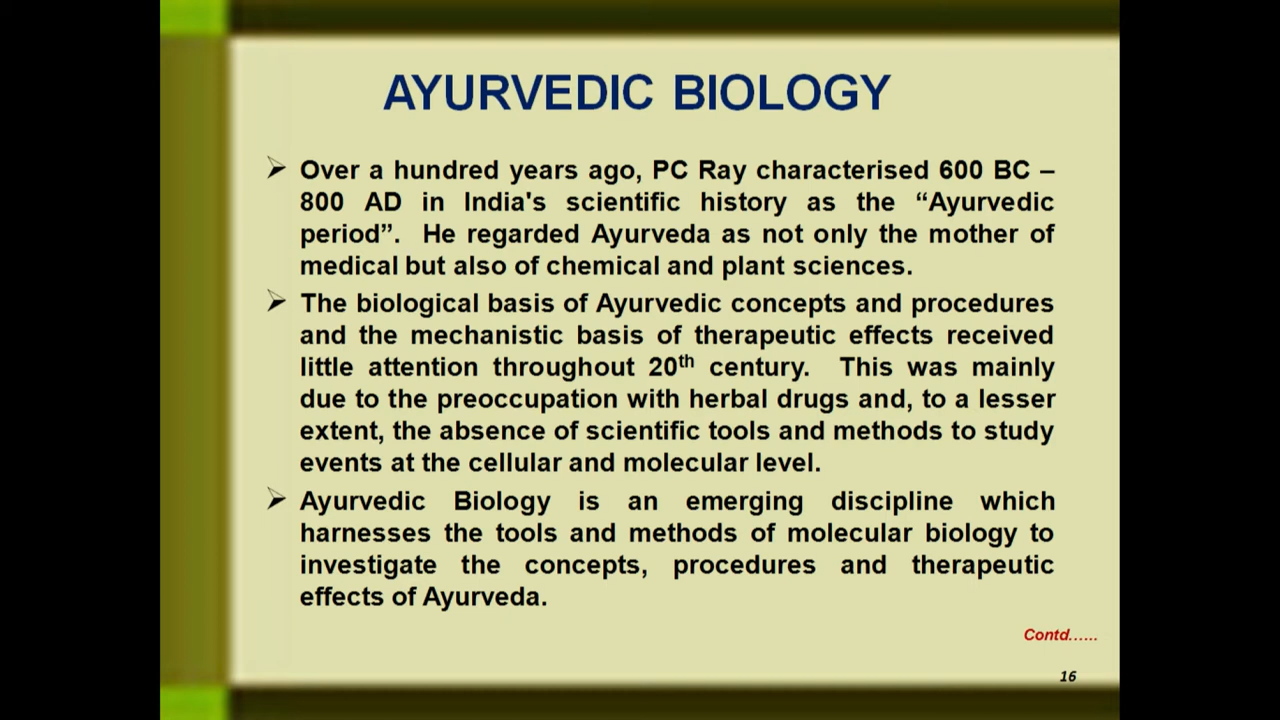 AYURVEDIC BIOLOGY
➢ Over a hundred years ago, PC Ray characterised 600 BC –
800 AD in India's scientific history as the “Ayurvedic
period”. He regarded Ayurveda as not only the mother of
medical but also of chemical and plant sciences.
➢ The biological basis of Ayurvedic concepts and procedures
and the mechanistic basis of therapeutic effects received
little attention throughout 20th century. This was mainly
due to the preoccupation with herbal drugs and, to a lesser
extent, the absence of scientific tools and methods to study
events at the cellular and molecular level.
➢ Ayurvedic Biology is an emerging discipline which
harnesses the tools and methods of molecular biology to
investigate the concepts, procedures and therapeutic
effects of Ayurveda.
Contd......
16